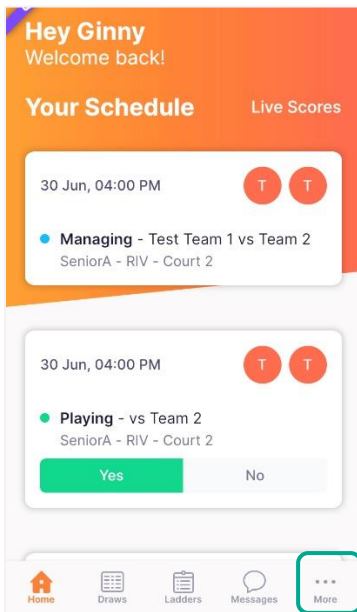 Hey Ginny
Welcome back!
Your Schedule Live Scores
30 Jun, 04:00 PM T T
Managing - Test Team 1 vs Team 2
SeniorA - RIV - Court 2
30 Jun, 04:00 PM T T
Playing - vs Team 2
SeniorA - RIV - Court 2
Yes No
Home Draws Ladders Messages More